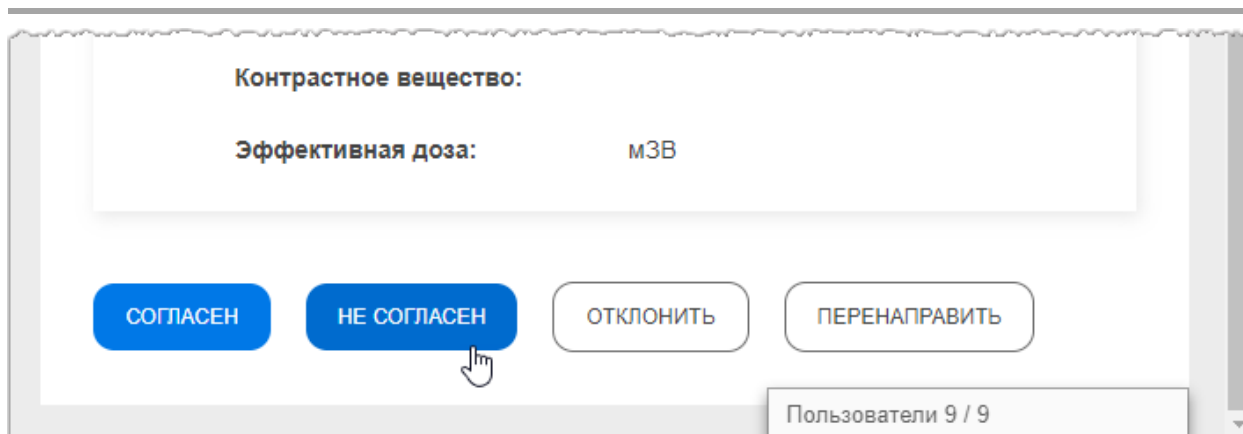 Контрастное вещество:
Эффективная доза: мЗВ
СОГЛАСЕН НЕ СОГЛАСЕН ОТКЛОНИТЬ ПЕРЕНАПРАВИТЬ
Пользователи 9 / 9